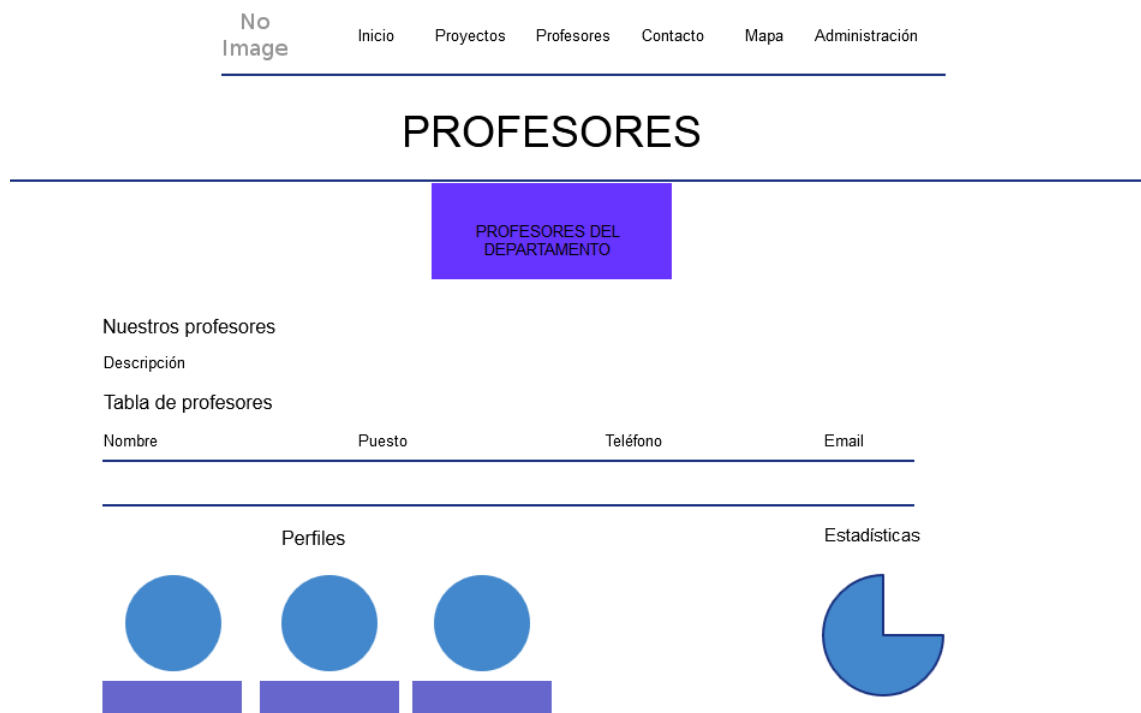 No
Image
Inicio Proyectos Profesores Contacto Mapa Administración
PROFESORES
PROFESORES DEL
DEPARTAMENTO
Nuestros profesores
Descripción
Tabla de profesores
Nombre Puesto Teléfono Email
Perfiles Estadísticas